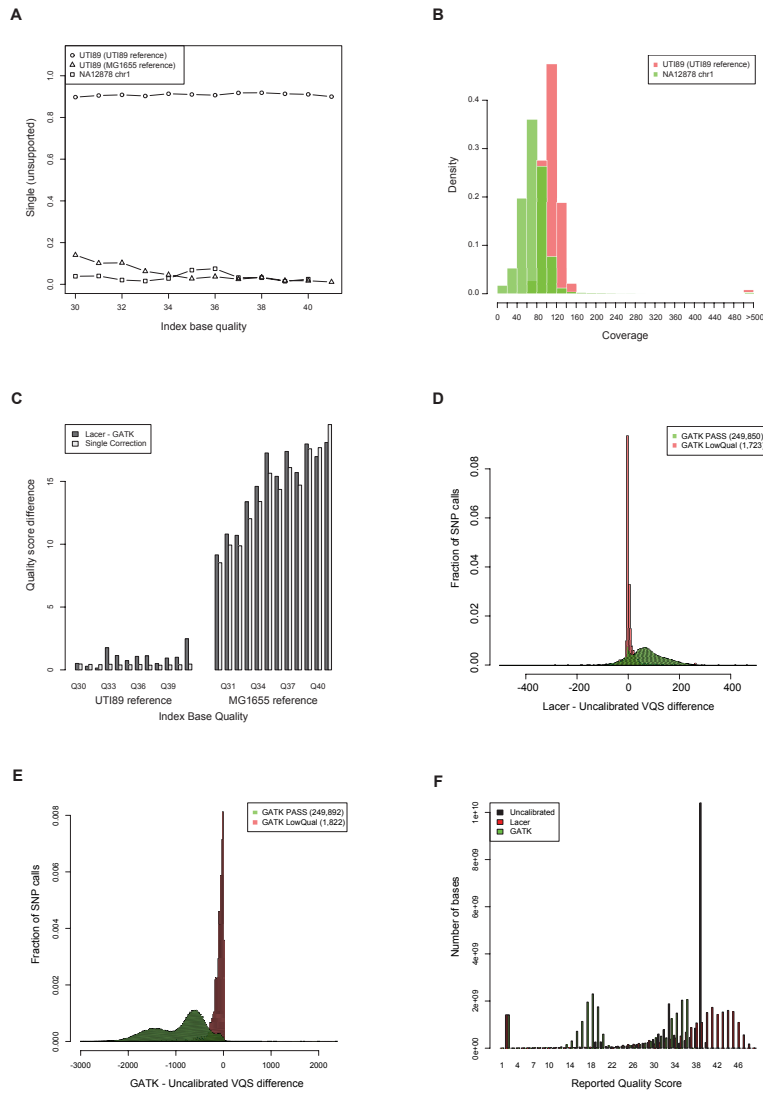 A
UTI89 (UTI89 reference)
UTI89 (MG1655 reference)
NA12878 chr1
Single (unsupported)
0.0
0.2
0.4
0.6
0.8
1.0
30
32
34
36
38
40
Index base quality
B
UTI89 (UTI89 reference)
NA12878 chr1
Density
0.0
0.1
0.2
0.3
0.4
0
40
80
120
160
200
240
280
320
360
400
440
480
>500
Coverage
C
Lacer - GATK
Single Correction
Quality score difference
0
5
10
15
Q30
Q33
Q36
Q39
Q31
Q34
Q37
Q40
UTI89 reference
MG1655 reference
Index Base Quality
D
GATK PASS (249,850)
GATK LowQual (1,723)
Fraction of SNP calls
0.00
0.02
0.04
0.06
0.08
-400
-200
0
200
400
Lacer - Uncalibrated VQS difference
E
GATK PASS (249,892)
GATK LowQual (1,822)
Fraction of SNP calls
0.000
0.002
0.004
0.006
0.008
-3000
-2000
-1000
0
1000
2000
GATK - Uncalibrated VQS difference
F
Uncalibrated
Lacer
GATK
Number of bases
0e+00
2e+09
4e+09
6e+09
8e+09
1e+10
1
4
7
10
14
18
22
26
30
34
38
42
46
Reported Quality Score